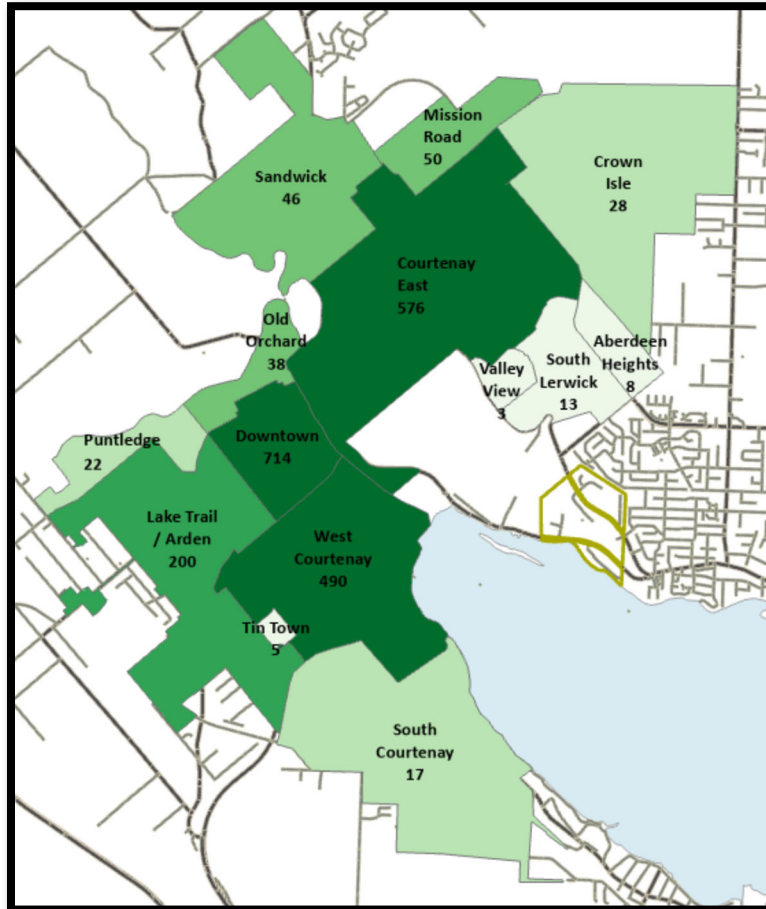 Mission
Road
50
Sandwick
46
Crown
Isle
28
Courtenay
East
576
Old
Orchard
38
Aberdeen
Heights
8
South
Lerwick
13
Valley
View
3
Puntledge
22
Downtown
714
Lake Trail
/ Arden
200
West
Courtenay
490
Tin Town
5
South
Courtenay
17